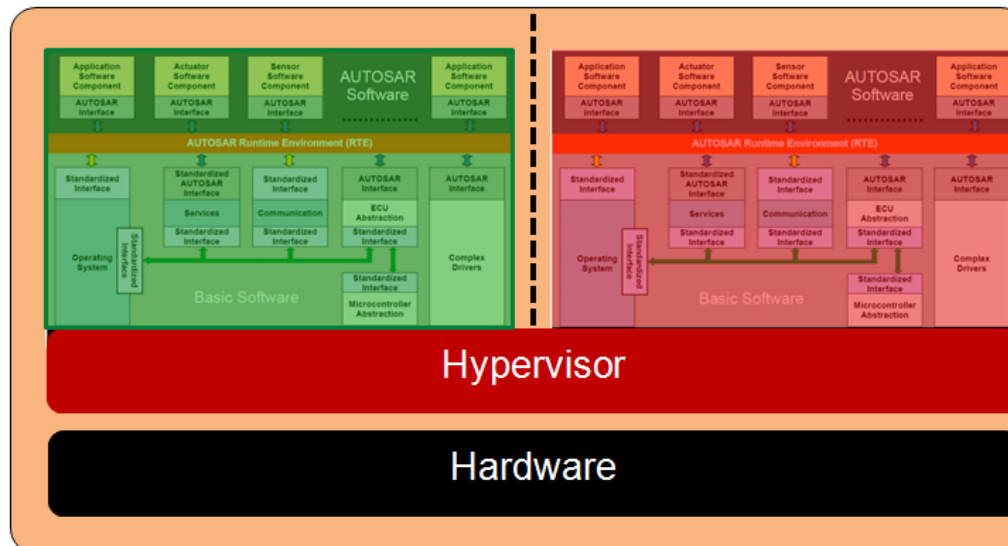 Application
Software
Component
AUTOSAR
Interface
Actuator
Software
Component
AUTOSAR
Interface
Sensor
Software
Component
AUTOSAR
Interface
AUTOSAR
Software
..............
Application
Software
Component
AUTOSAR
Interface
AUTOSAR Runtime Environment (RTE)
Standardized
Interface
Operating
System
Standardized
Interface
Standardized
AUTOSAR
Interface
Services
Standardized
Interface
Standardized
Interface
Communication
Standardized
Interface
AUTOSAR
Interface
ECU
Abstraction
Standardized
Interface
Standardized
Interface
Microcontroller
Abstraction
AUTOSAR
Interface
Complex
Drivers
Basic Software
Application
Software
Component
AUTOSAR
Interface
Actuator
Software
Component
AUTOSAR
Interface
Sensor
Software
Component
AUTOSAR
Interface
AUTOSAR
Software
..............
Application
Software
Component
AUTOSAR
Interface
AUTOSAR Runtime Environment (RTE)
Standardized
Interface
Operating
System
Standardized
Interface
Standardized
AUTOSAR
Interface
Services
Standardized
Interface
Standardized
Interface
Communication
Standardized
Interface
AUTOSAR
Interface
ECU
Abstraction
Standardized
Interface
Standardized
Interface
Microcontroller
Abstraction
AUTOSAR
Interface
Complex
Drivers
Basic Software
Hypervisor
Hardware